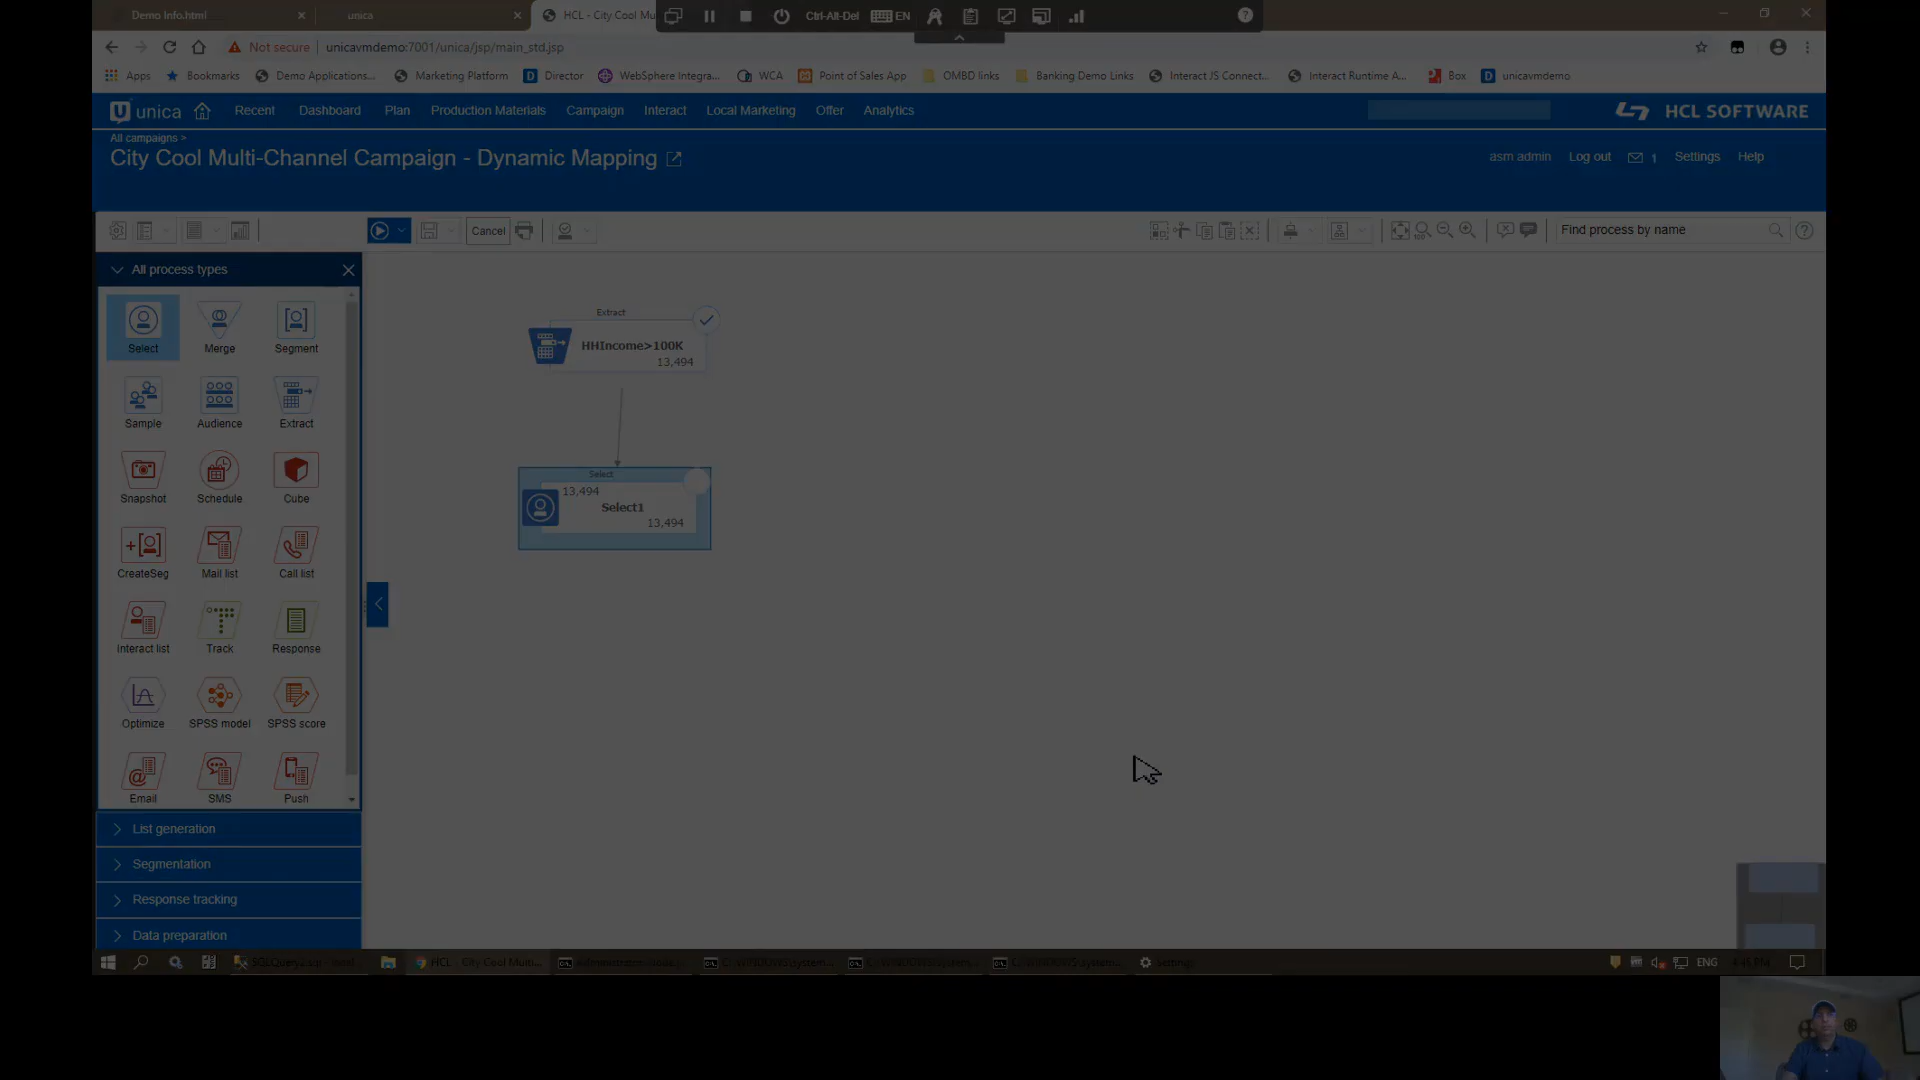 Demo Info.html
unica
HCL - City Cool Mu
Ctrl-Alt-Del
EN
Not secure
unicavmdemo:7001/unica/jsp/main_std.jsp
Apps
Bookmarks
Demo Applications...
Marketing Platform
Director
WebSphere Integra...
WCA
Point of Sales App
OMBD links
Banking Demo Links
Interact JS Connect...
Interact Runtime A...
Box
unicavmdemo
unica
Recent
Dashboard
Plan
Production Materials
Campaign
Interact
Local Marketing
Offer
Analytics
HCL SOFTWARE
All campaigns >
City Cool Multi-Channel Campaign - Dynamic Mapping
asm admin
Log out
1
Settings
Help
Cancel
Find process by name
All process types
Select
Merge
Segment
Sample
Audience
Extract
Snapshot
Schedule
Cube
CreateSeg
Mail list
Call list
Interact list
Track
Response
Optimize
SPSS model
SPSS score
Email
SMS
Push
List generation
Segmentation
Response tracking
Data preparation
Extract
HHIncome>100K
13,494
Select
13,494
Select1
13,494
HCL - City Cool Multi...
Settings
ENG